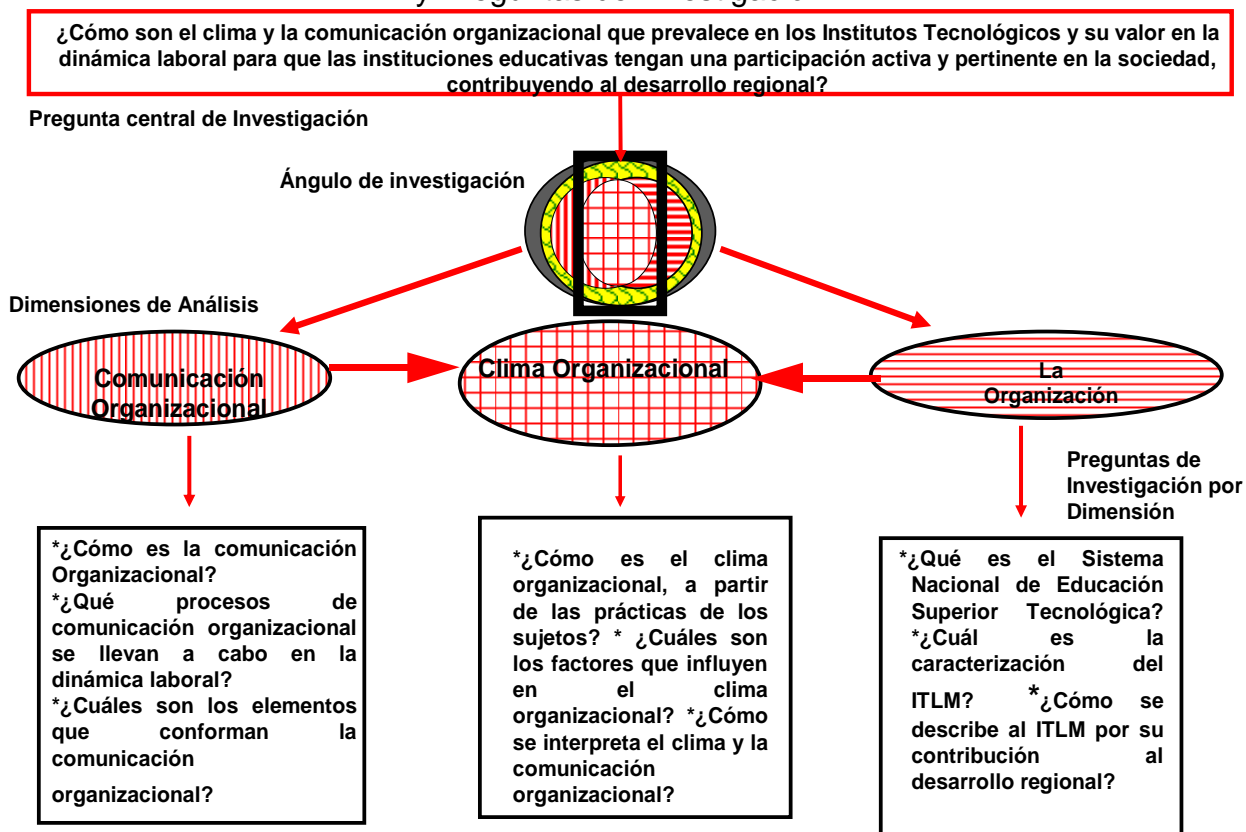 ¿Cómo son el clima y la comunicación organizacional que prevalece en los Institutos Tecnológicos y su valor en la
dinámica laboral para que las instituciones educativas tengan una participación activa y pertinente en la sociedad,
contribuyendo al desarrollo regional?
Pregunta central de Investigación
Ángulo de investigación
Dimensiones de Análisis
Comunicación
Organizacional
Clima Organizacional
La
Organización
Preguntas de
Investigación por
Dimensión
*¿Cómo es la comunicación
Organizacional?
*¿Qué procesos de
comunicación organizacional
se llevan a cabo en la
dinámica laboral?
*¿Cuáles son los elementos
que conforman la
comunicación
organizacional?
*¿Cómo es el clima
organizacional, a partir
de las prácticas de los
sujetos? * ¿Cuáles son
los factores que influyen
en el clima
organizacional? *¿Cómo
se interpreta el clima y la
comunicación
organizacional?
*¿Qué es el Sistema
Nacional de Educación
Superior Tecnológica?
*¿Cuál es la
caracterización del
ITLM? *¿Cómo se
describe al ITLM por su
contribución al
desarrollo regional?